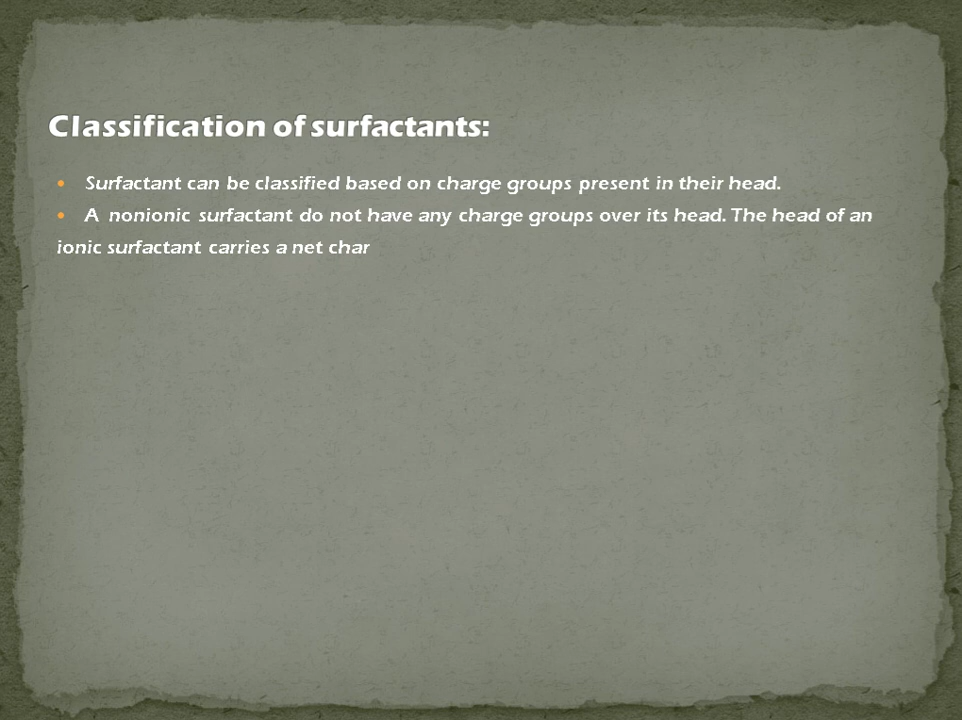 Classification of surfactants:
• Surfactant can be classified based on charge groups present in their head.
• A nonionic surfactant do not have any charge groups over its head. The head of an
ionic surfactant carries a net char